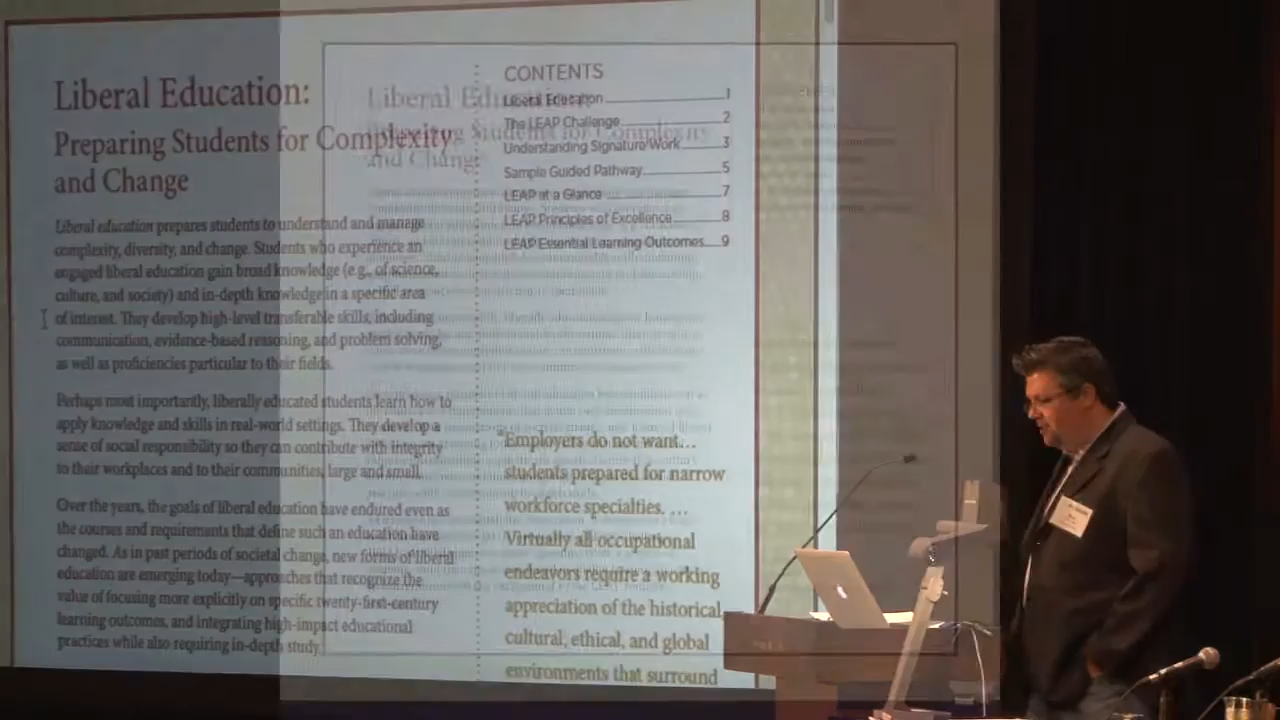 Liberal Education:
Preparing Students for Complexity
and Change
Liberal education prepares students to understand and manage
complexity, diversity, and change. Students who experience an
engaged liberal education gain broad knowledge (e.g., of science,
culture, and society) and in-depth knowledge in a specific area
of interest. They develop high-level transferable skills, including
communication, evidence-based reasoning, and problem solving,
as well as proficiencies particular to their fields.
Perhaps most importantly, liberally educated students learn how to
apply knowledge and skills in real-world settings. They develop a
sense of social responsibility so they can contribute with integrity
to their workplaces and to their communities, large and small.
Over the years, the goals of liberal education have endured even as
the courses and requirements that define such an education have
changed. As in past periods of societal change, new forms of liberal
education are emerging today—approaches that recognize the
value of focusing more explicitly on specific twenty-first-century
learning outcomes, and integrating high-impact educational
practices while also requiring in-depth study.
CONTENTS
Liberal Education 1
The LEAP Challenge 2
Understanding Signature Work 3
Sample Guided Pathway 5
LEAP at a Glance 7
LEAP Principles of Excellence 8
LEAP Essential Learning Outcomes 9
"Employers do not want…
students prepared for narrow
workforce specialties. …
Virtually all occupational
endeavors require a working
appreciation of the historical,
cultural, ethical, and global
environments that surround
Liberal Edu
Preparing Students for Complexity
and Change